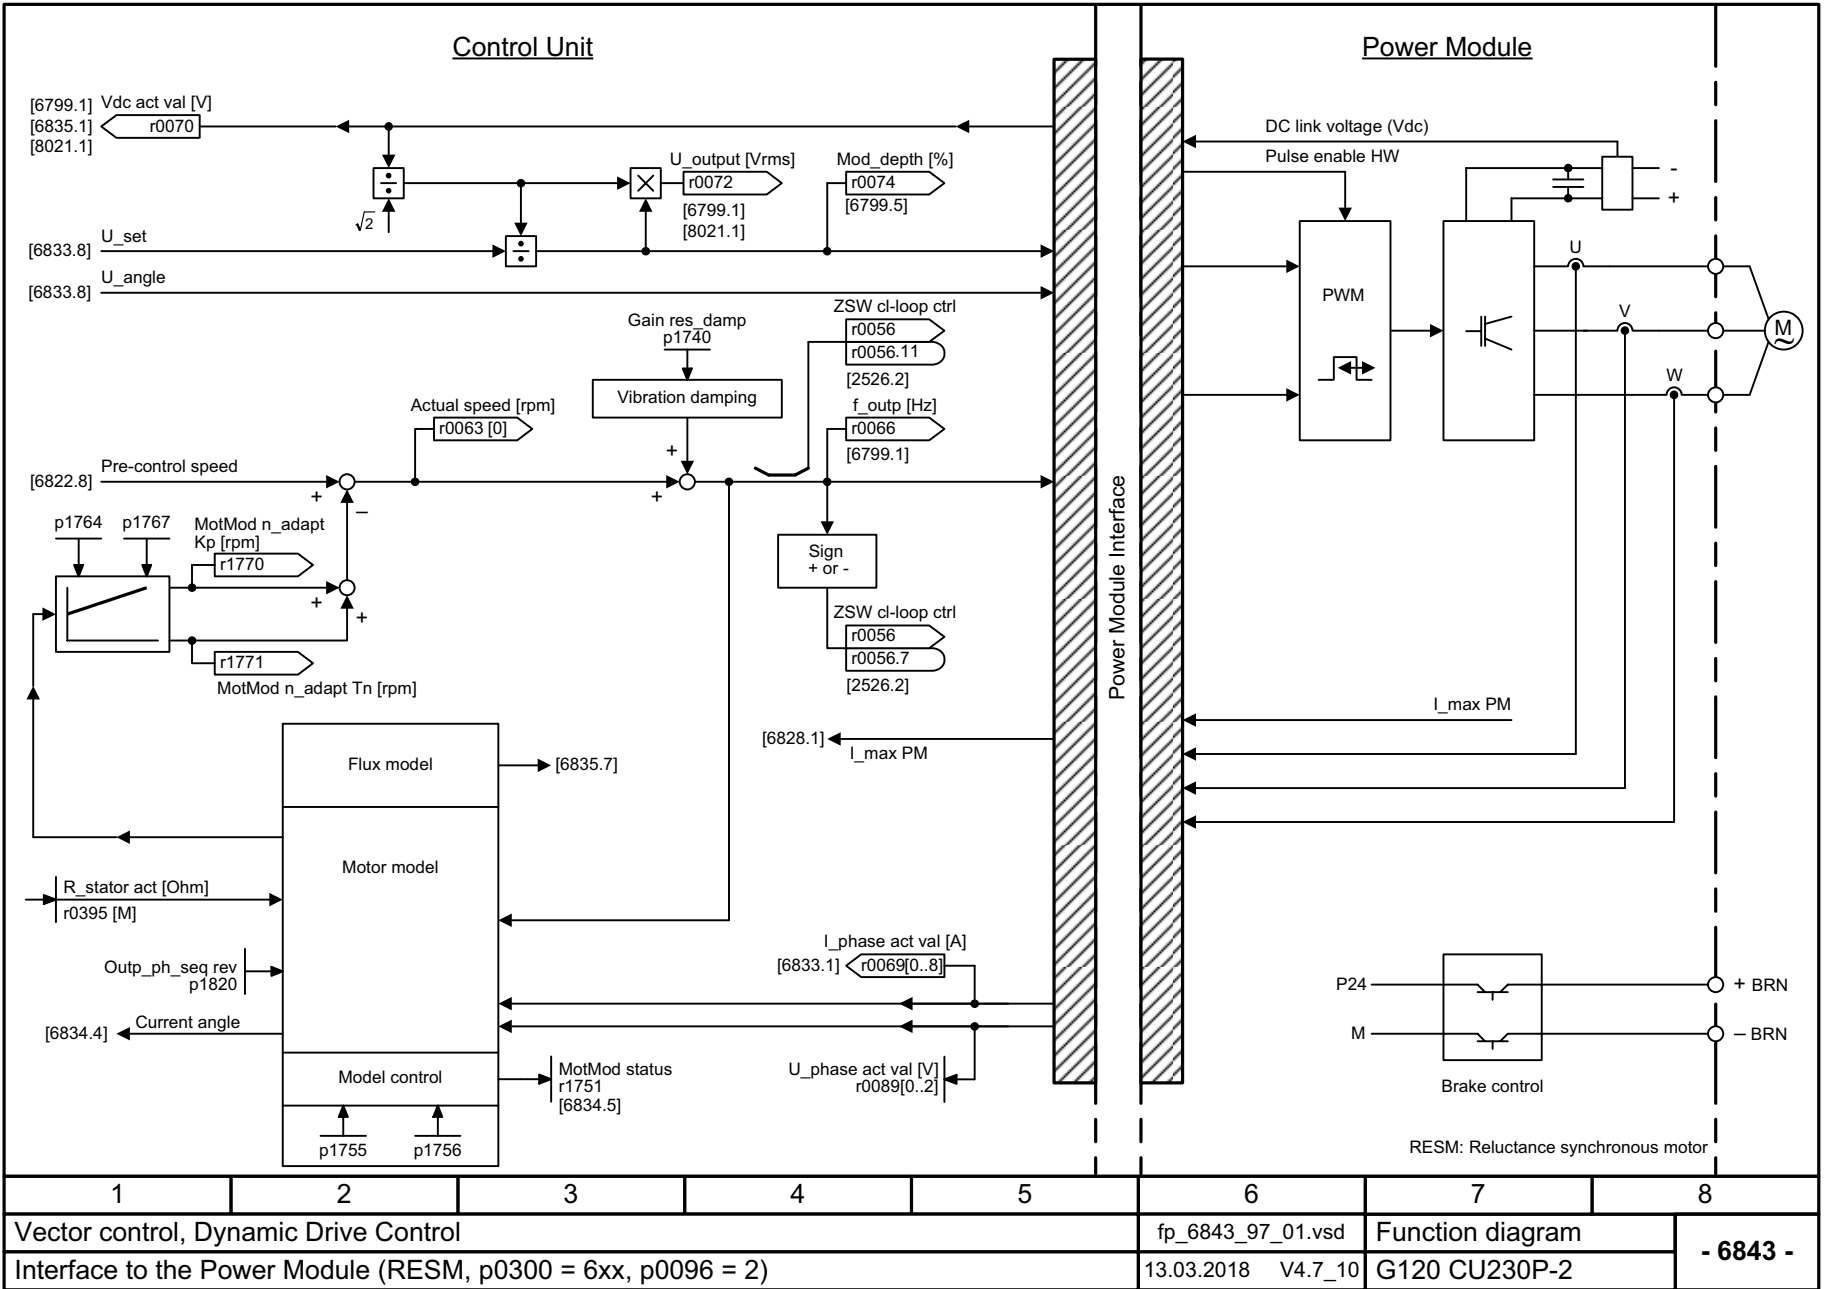 Control Unit
Power Module
[6799.1]
[6835.1]
[8021.1]
Vdc act val [V]
r0070
÷
√2
U_output [Vrms]
r0072
[6799.1]
[8021.1]
Mod_depth [%]
r0074
[6799.5]
[6833.8]
U_set
÷
[6833.8]
U_angle
DC link voltage (Vdc)
Pulse enable HW
-
+
PWM
U
V
W
M
~
Gain res_damp
p1740
Vibration damping
ZSW cl-loop ctrl
r0056
r0056.11
[2526.2]
Actual speed [rpm]
r0063 [0]
f_outp [Hz]
r0066
[6799.1]
[6822.8]
Pre-control speed
+
–
+
+
p1764
p1767
MotMod n_adapt
Kp [rpm]
r1770
+
+
r1771
MotMod n_adapt Tn [rpm]
Sign
+ or -
ZSW cl-loop ctrl
r0056
r0056.7
[2526.2]
Power Module Interface
[6828.1]
I_max PM
I_max PM
Flux model
[6835.7]
Motor model
R_stator act [Ohm]
r0395 [M]
Outp_ph_seq rev
p1820
[6834.4]
Current angle
Model control
MotMod status
r1751
[6834.5]
p1755
p1756
I_phase act val [A]
[6833.1]
r0069[0..8]
U_phase act val [V]
r0089[0..2]
P24
M
+ BRN
– BRN
Brake control
RESM: Reluctance synchronous motor
1
2
3
4
5
6
7
8
Vector control, Dynamic Drive Control
fp_6843_97_01.vsd
Function diagram
- 6843 -
Interface to the Power Module (RESM, p0300 = 6xx, p0096 = 2)
13.03.2018
V4.7_10
G120 CU230P-2